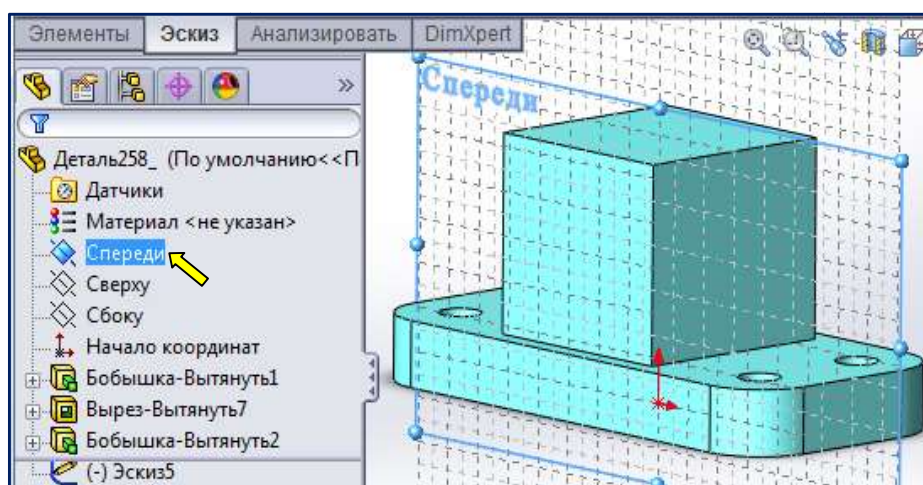 Элементы Эскиз Анализировать DimXpert
Спереди
Деталь258_ (По умолчанию<<П
Датчики
Материал <не указан>
Спереди
Сверху
Сбоку
Начало координат
Бобышка-Вытянуть1
Вырез-Вытянуть7
Бобышка-Вытянуть2
(-) Эскиз5